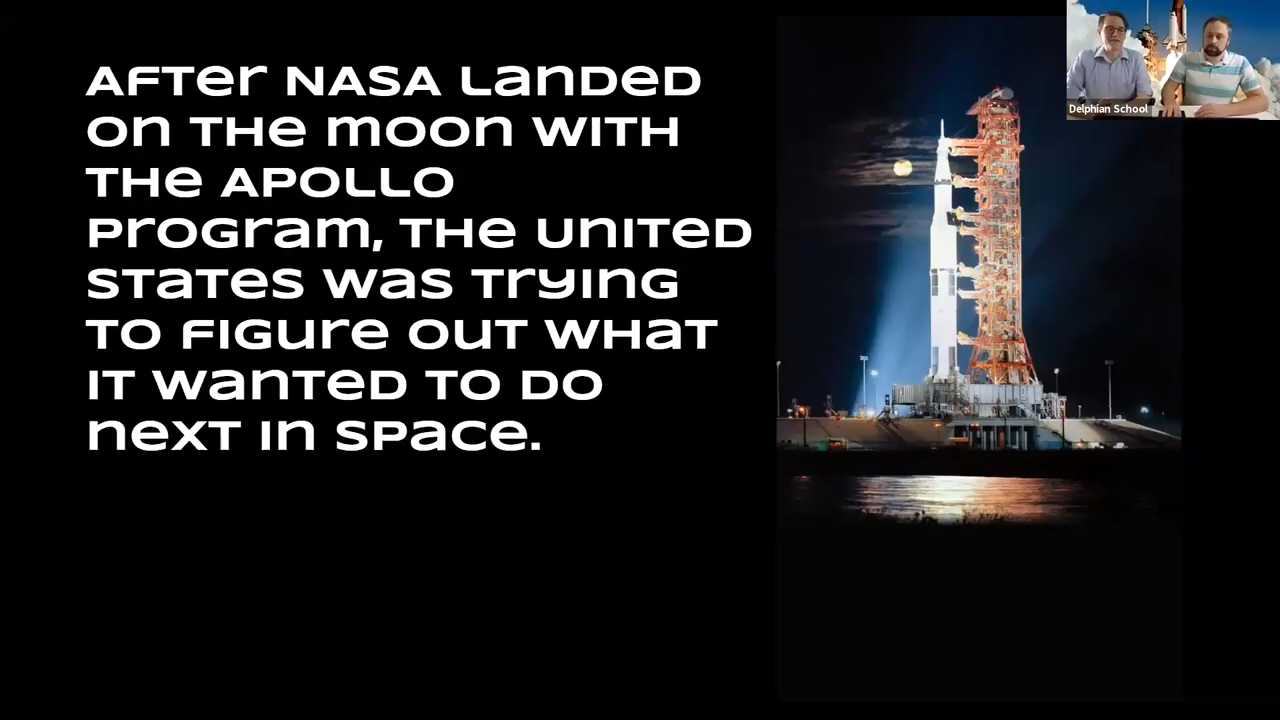 After NASA landed
on the moon with
the Apollo
program, the United
States was trying
to figure out what
it wanted to do
next in space.
Delphian School